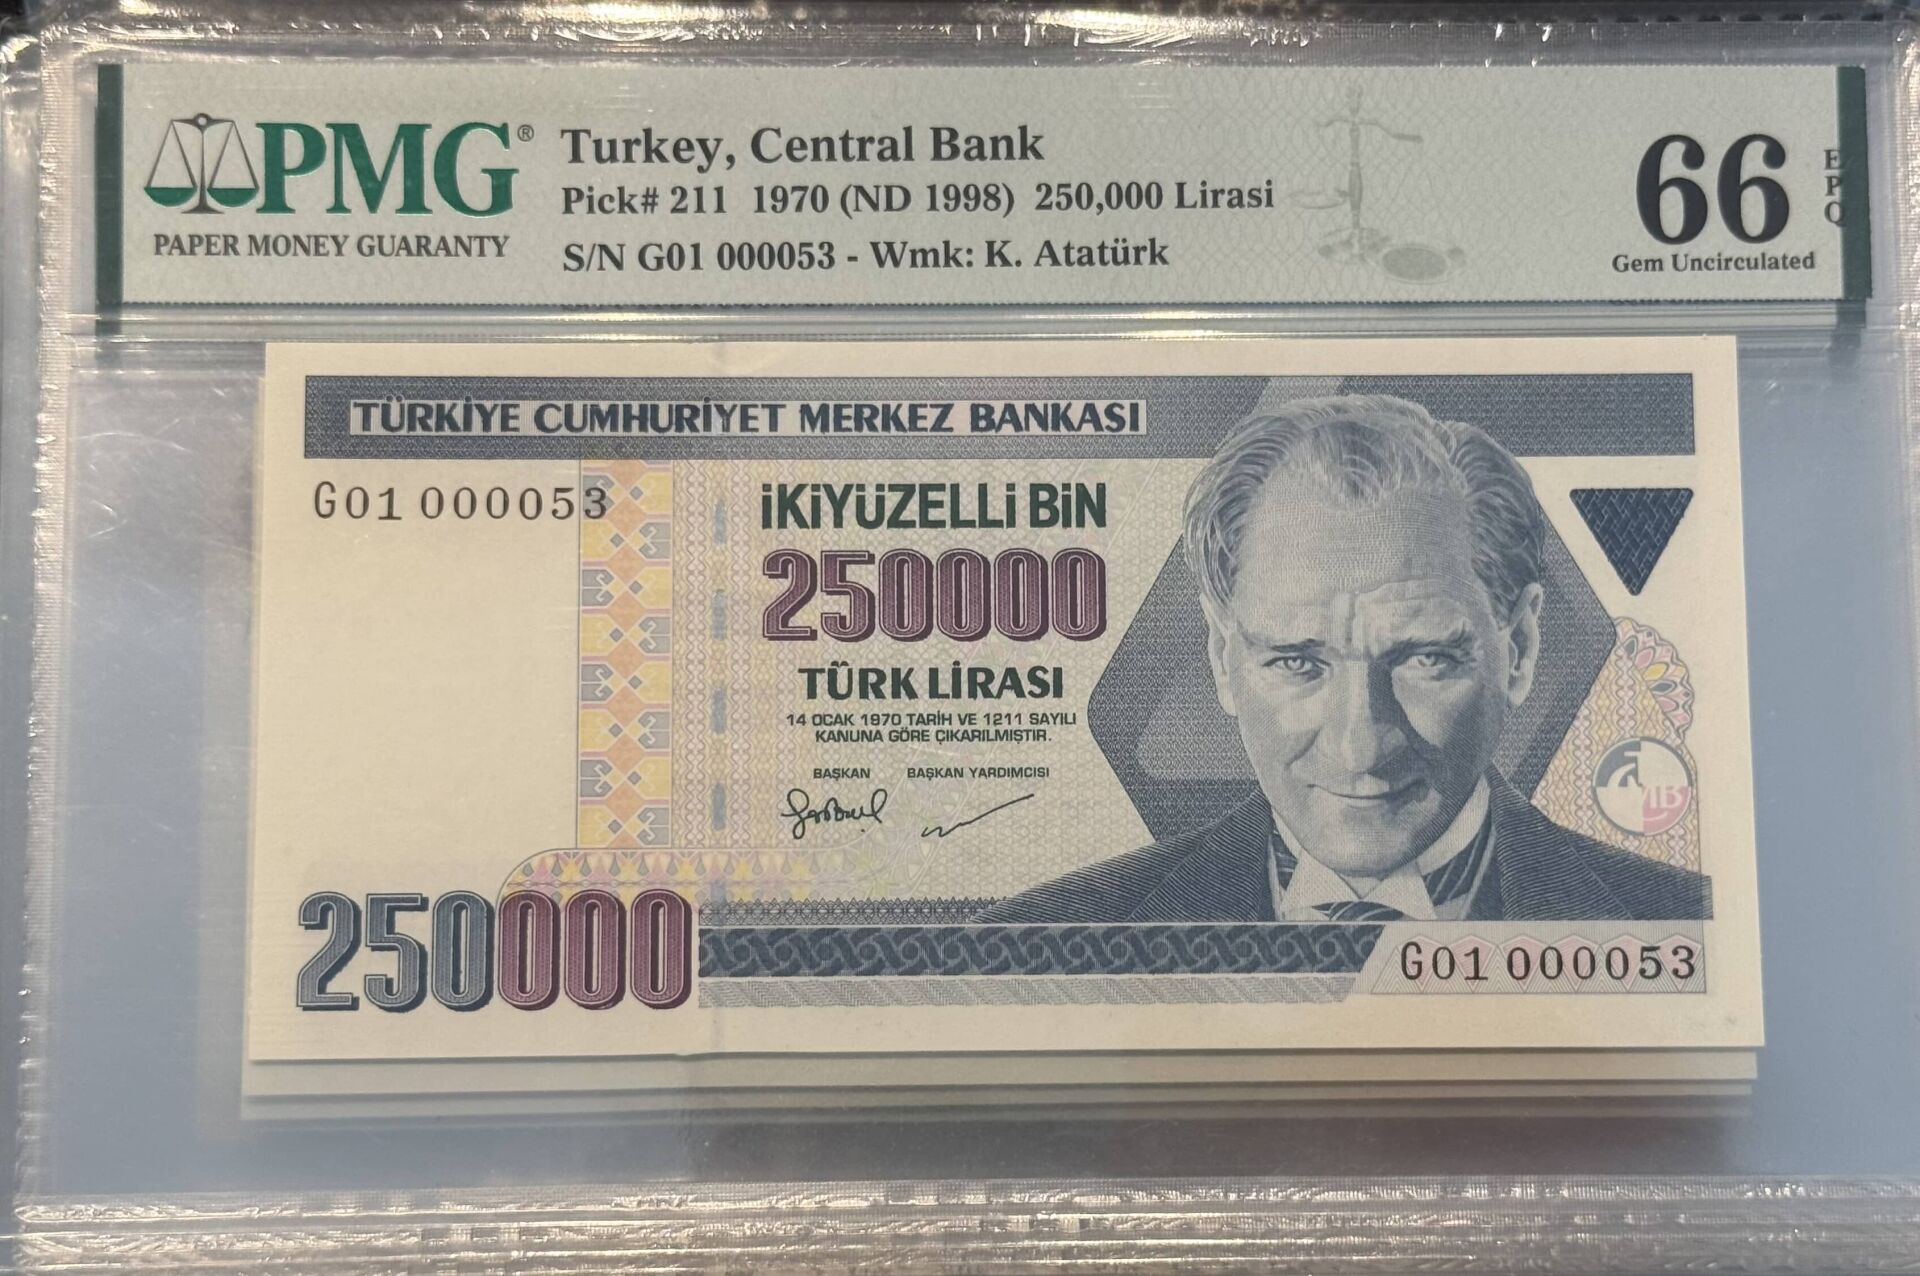 PMG®
PAPER MONEY GUARANTY
Turkey, Central Bank
Pick# 211 1970 (ND 1998) 250,000 Lirasi
S/N G01 000053 - Wmk: K. Atatürk
66
EPQ
Gem Uncirculated
TÜRKİYE CUMHURİYET MERKEZ BANKASI
G01 000053
İKİYÜZELLİ BİN
250000
TÜRK LİRASI
14 OCAK 1970 TARİH VE 1211 SAYILI
KANUNA GÖRE ÇIKARILMIŞTIR.
BAŞKAN BAŞKAN YARDIMCISI
250000
G01 000053